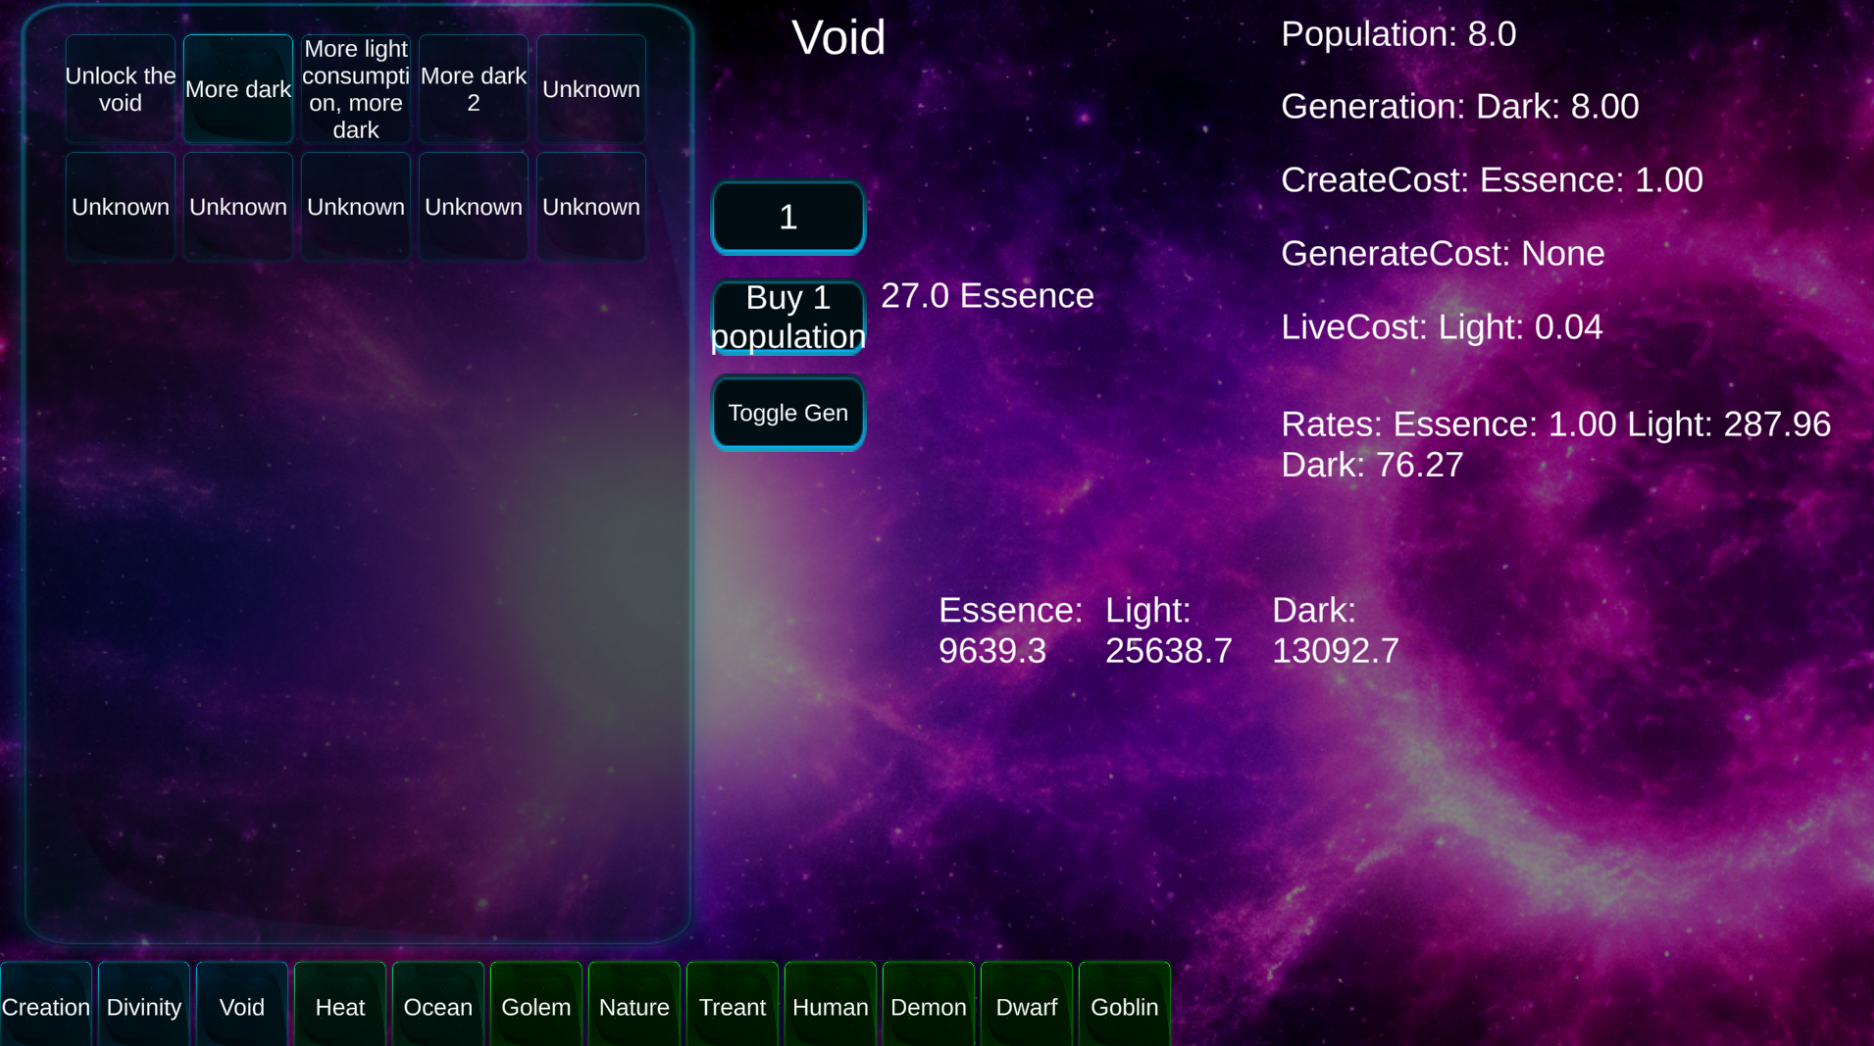 Unlock the
void
More dark
More light
consumpti
on, more
dark
More dark
2
Unknown
Unknown
Unknown
Unknown
Unknown
Unknown
Void
1
Buy 1
population
27.0 Essence
Toggle Gen
Population: 8.0
Generation: Dark: 8.00
CreateCost: Essence: 1.00
GenerateCost: None
LiveCost: Light: 0.04
Rates: Essence: 1.00 Light: 287.96
Dark: 76.27
Essence:
9639.3
Light:
25638.7
Dark:
13092.7
Creation
Divinity
Void
Heat
Ocean
Golem
Nature
Treant
Human
Demon
Dwarf
Goblin